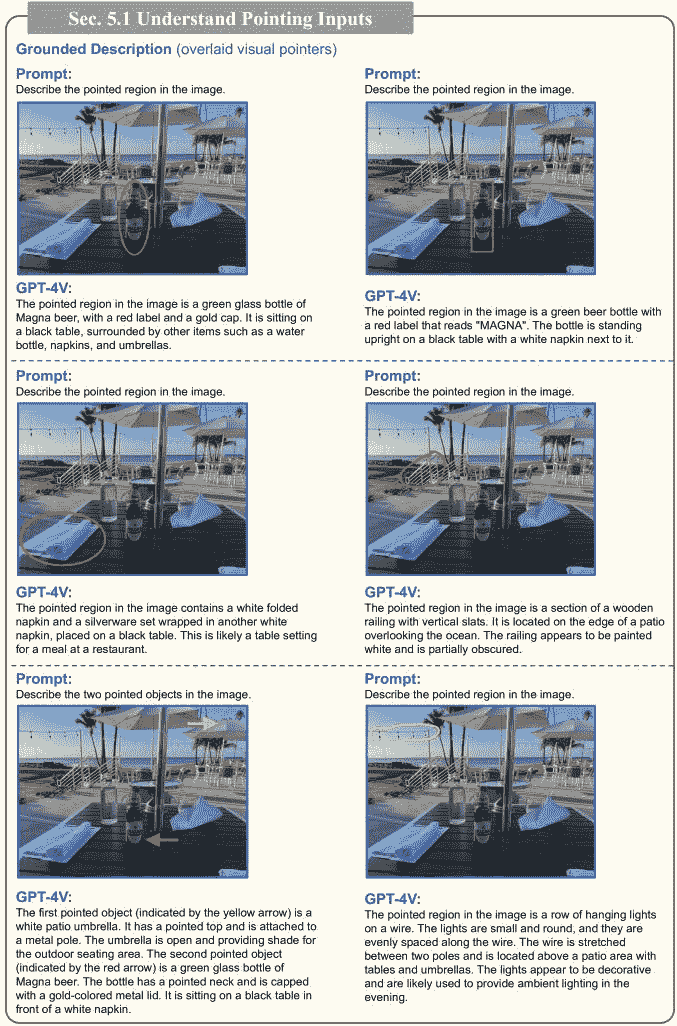 Sec. 5.1 Understand Pointing Inputs
Grounded Description (overlaid visual pointers)
Prompt:
Describe the pointed region in the image.
GPT-4V:
The pointed region in the image is a green glass bottle of
Magna beer, with a red label and a gold cap. It is sitting on
a black table, surrounded by other items such as a water
bottle, napkins, and umbrellas.
Prompt:
Describe the pointed region in the image.
GPT-4V:
The pointed region in the image is a green beer bottle with
a red label that reads "MAGNA". The bottle is standing
upright on a black table with a white napkin next to it.
Prompt:
Describe the pointed region in the image.
GPT-4V:
The pointed region in the image contains a white folded
napkin and a silverware set wrapped in another white
napkin, placed on a black table. This is likely a table setting
for a meal at a restaurant.
Prompt:
Describe the pointed region in the image.
GPT-4V:
The pointed region in the image is a section of a wooden
railing with vertical slats. It is located on the edge of a patio
overlooking the ocean. The railing appears to be painted
white and is partially obscured.
Prompt:
Describe the two pointed objects in the image.
GPT-4V:
The first pointed object (indicated by the yellow arrow) is a
white patio umbrella. It has a pointed top and is attached to
a metal pole. The umbrella is open and providing shade for
the outdoor seating area. The second pointed object
(indicated by the red arrow) is a green glass bottle of
Magna beer. The bottle has a pointed neck and is capped
with a gold-colored metal lid. It is sitting on a black table in
front of a white napkin.
Prompt:
Describe the pointed region in the image.
GPT-4V:
The pointed region in the image is a row of hanging lights
on a wire. The lights are small and round, and they are
evenly spaced along the wire. The wire is stretched
between two poles and is located above a patio area with
tables and umbrellas. The lights appear to be decorative
and are likely used to provide ambient lighting in the
evening.